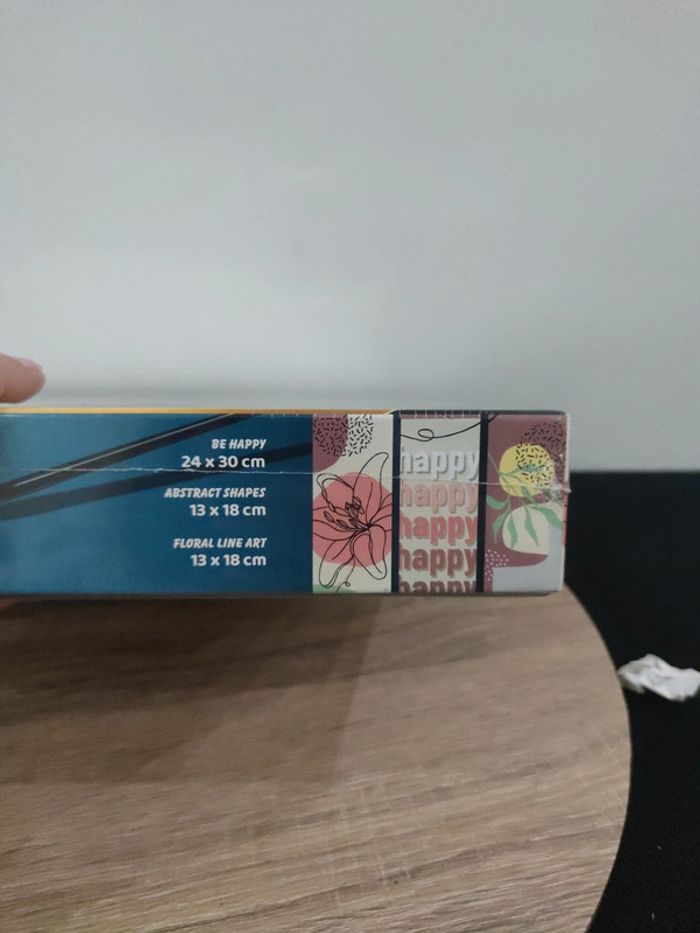 BE HAPPY
24 x 30 cm
ABSTRACT SHAPES
13 x 18 cm
FLORAL LINE ART
13 x 18 cm
happy
happy
happy
happy
happy